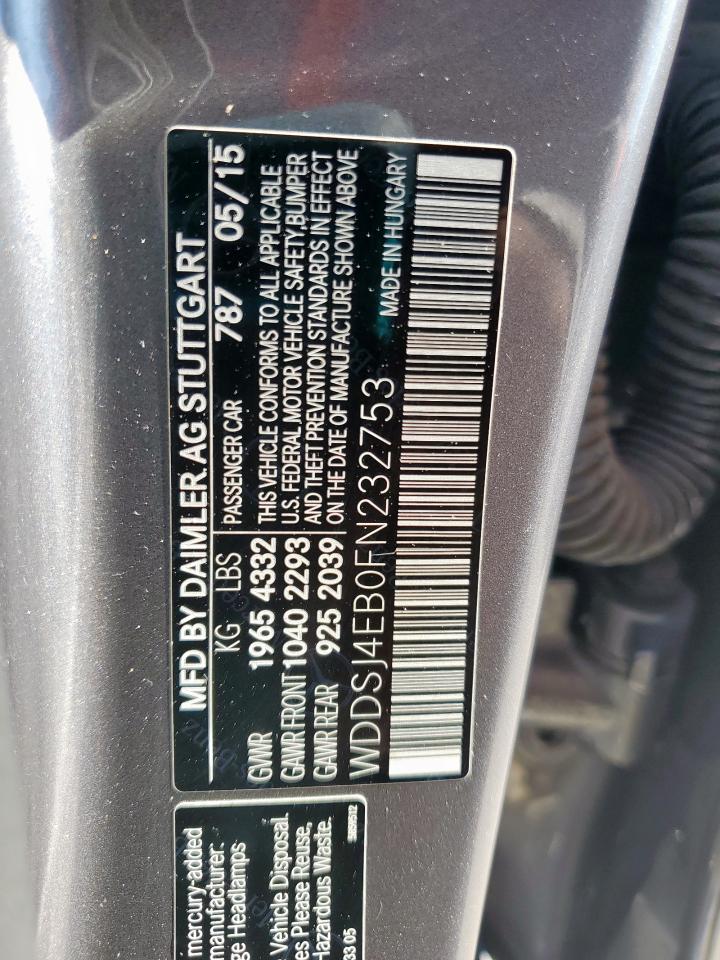 MFD BY DAIMLER AG STUTTGART
KG LBS PASSENGER CAR 787 05/15
GVWR 1965 4332 THIS VEHICLE CONFORMS TO ALL APPLICABLE
GAWR FRONT 1040 2293 U.S. FEDERAL MOTOR VEHICLE SAFETY, BUMPER
GAWR REAR 925 2039 AND THEFT PREVENTION STANDARDS IN EFFECT
ON THE DATE OF MANUFACTURE SHOWN ABOVE
WDDSJ4EB0FN232753 MADE IN HUNGARY
mercury-added
manufacturer.
ge Headlamps
Vehicle Disposal.
es Please Reuse,
Hazardous Waste.
33 05